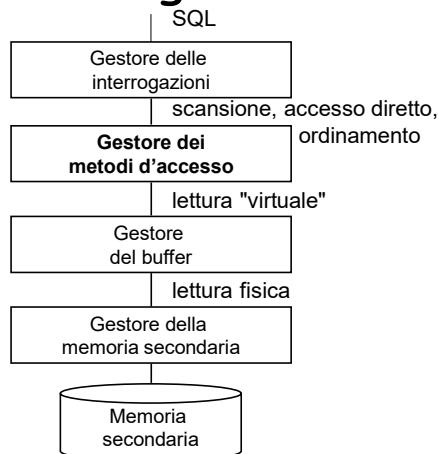 SQL
Gestore delle
interrogazioni
scansione, accesso diretto,
ordinamento
Gestore dei
metodi d'accesso
lettura "virtuale"
Gestore
del buffer
lettura fisica
Gestore della
memoria secondaria
Memoria
secondaria